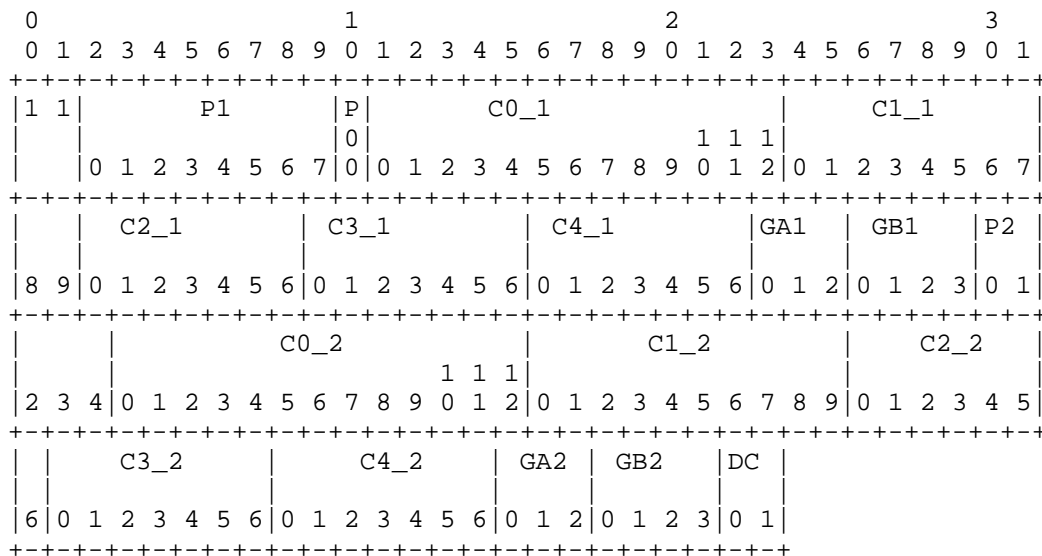 0                   1                   2                   3
 0 1 2 3 4 5 6 7 8 9 0 1 2 3 4 5 6 7 8 9 0 1 2 3 4 5 6 7 8 9 0 1
+-+-+-+-+-+-+-+-+-+-+-+-+-+-+-+-+-+-+-+-+-+-+-+-+-+-+-+-+-+-+-+-+
|1 1|       P1      |P|       C0_1              |     C1_1      |
|   |               |0|                    1 1 1|               |
|   |0 1 2 3 4 5 6 7|0|0 1 2 3 4 5 6 7 8 9 0 1 2|0 1 2 3 4 5 6 7|
+-+-+-+-+-+-+-+-+-+-+-+-+-+-+-+-+-+-+-+-+-+-+-+-+-+-+-+-+-+-+-+-+
|   |  C2_1       | C3_1        | C4_1        |GA1  | GB1   |P2 |
|   |             |             |             |     |       |   |
|8 9|0 1 2 3 4 5 6|0 1 2 3 4 5 6|0 1 2 3 4 5 6|0 1 2|0 1 2 3|0 1|
+-+-+-+-+-+-+-+-+-+-+-+-+-+-+-+-+-+-+-+-+-+-+-+-+-+-+-+-+-+-+-+-+
|     |          C0_2           |       C1_2        |    C2_2   |
|     |                    1 1 1|                   |           |
|2 3 4|0 1 2 3 4 5 6 7 8 9 0 1 2|0 1 2 3 4 5 6 7 8 9|0 1 2 3 4 5|
+-+-+-+-+-+-+-+-+-+-+-+-+-+-+-+-+-+-+-+-+-+-+-+-+-+-+-+-+-+-+-+-+
| |    C3_2     |     C4_2    | GA2 | GB2   |DC |
| |             |             |     |       |   |
|6|0 1 2 3 4 5 6|0 1 2 3 4 5 6|0 1 2|0 1 2 3|0 1|
+-+-+-+-+-+-+-+-+-+-+-+-+-+-+-+-+-+-+-+-+-+-+-+-+